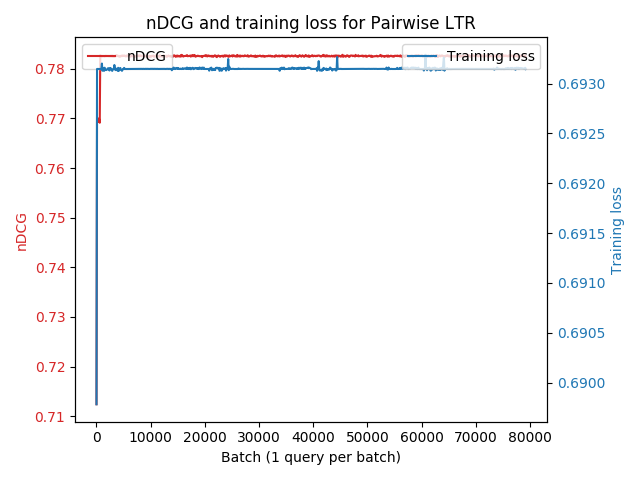 nDCG and training loss for Pairwise LTR
nDCG
Training loss
0.78
0.77
0.76
0.75
0.74
0.73
0.72
0.71
nDCG
0.6930
0.6925
0.6920
0.6915
0.6910
0.6905
0.6900
Training loss
0 10000 20000 30000 40000 50000 60000 70000 80000
Batch (1 query per batch)